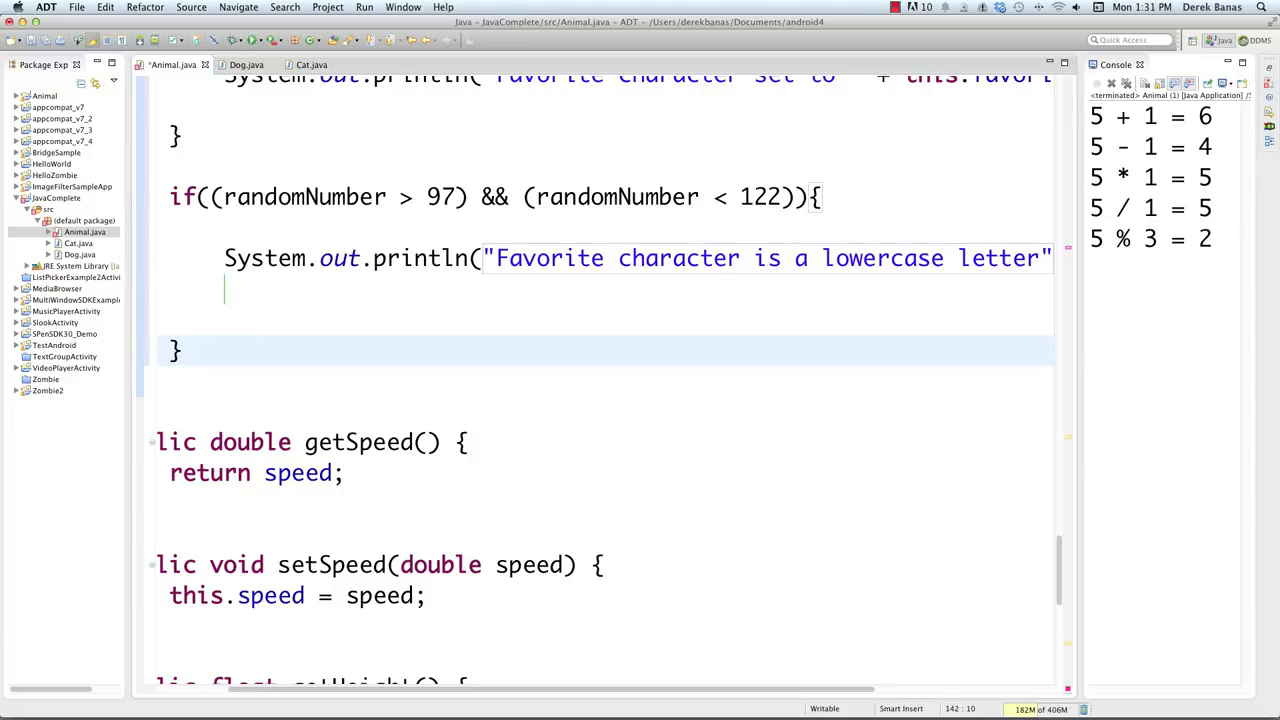 ADT File Edit Refactor Source Navigate Search Project Run Window Help 10 Mon 1:31 PM Derek Banas
Java - JavaComplete/src/Animal.java - ADT - /Users/derekbanas/Documents/android4
Quick Access Java DDMS
Package Exp *Animal.java Dog.java Cat.java Console
Animal
appcompat_v7
appcompat_v7_2
appcompat_v7_3
appcompat_v7_4
BridgeSample
HelloWorld
HelloZombie
ImageFilterSampleApp
JavaComplete
src
(default package)
Animal.java
Cat.java
Dog.java
JRE System Library [
ListPickerExample2Activi
MediaBrowser
MultiWindowSDKExample
MusicPlayerActivity
SlookActivity
SPenSDK30_Demo
TestAndroid
TextGroupActivity
VideoPlayerActivity
Zombie
Zombie2
System.out.println("Favorite character set to " + this.favori
}
if((randomNumber > 97) && (randomNumber < 122)){
System.out.println("Favorite character is a lowercase letter"
}
lic double getSpeed() {
return speed;
lic void setSpeed(double speed) {
this.speed = speed;
lic float getHeight() {
<terminated> Animal (1) [Java Application] /S
5 + 1 = 6
5 - 1 = 4
5 * 1 = 5
5 / 1 = 5
5 % 3 = 2
Writable Smart Insert 142 : 10 182M of 406M